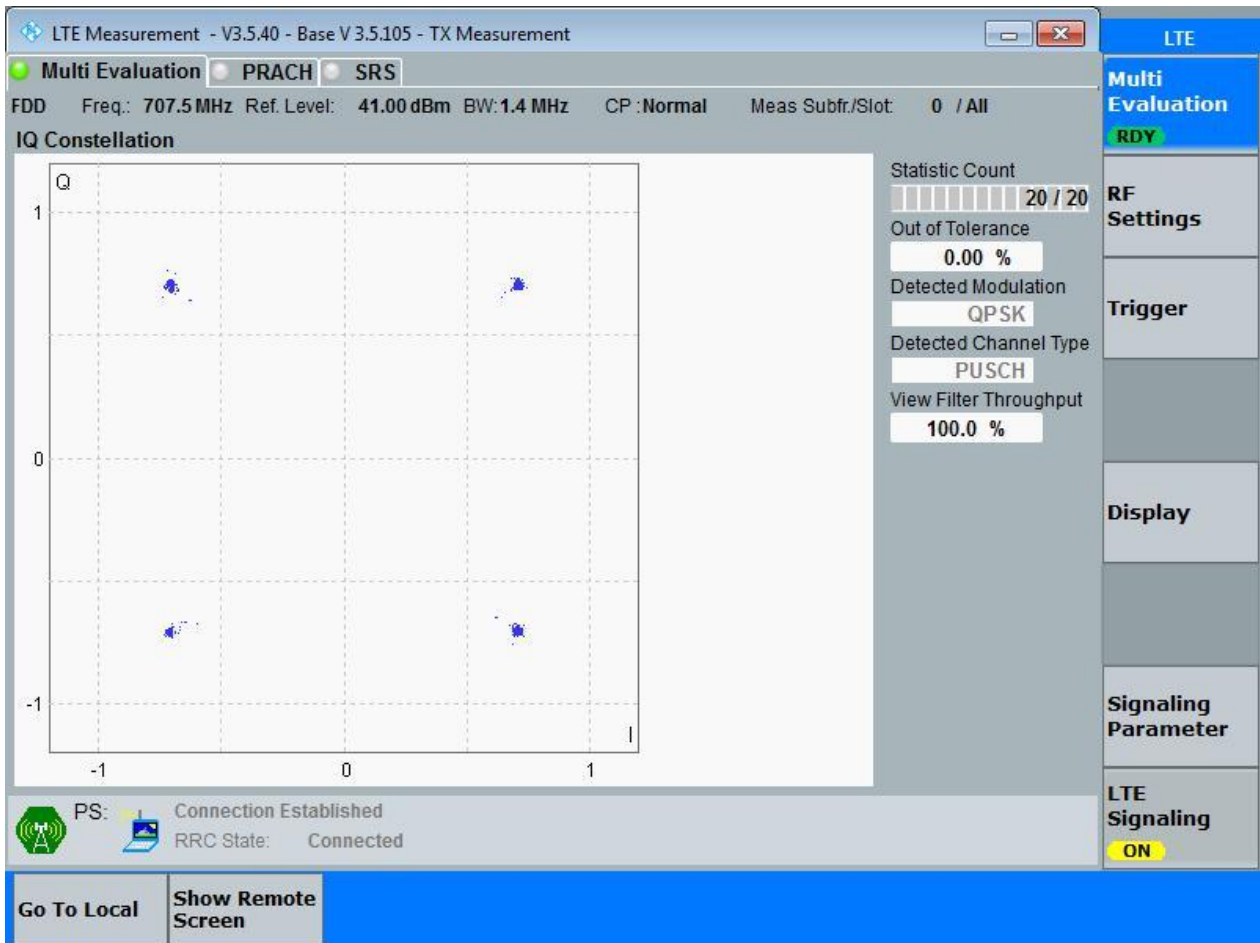 LTE Measurement - V3.5.40 - Base V 3.5.105 - TX Measurement
LTE
Multi Evaluation PRACH SRS
Multi Evaluation
RDY
FDD Freq.: 707.5 MHz Ref. Level: 41.00 dBm BW: 1.4 MHz CP : Normal Meas Subfr./Slot: 0 / All
IQ Constellation
Q
1
0
-1
I
-1 0 1
Statistic Count
20 / 20
Out of Tolerance
0.00 %
Detected Modulation
QPSK
Detected Channel Type
PUSCH
View Filter Throughput
100.0 %
RF
Settings
Trigger
Display
Signaling
Parameter
LTE
Signaling
ON
PS: Connection Established
RRC State: Connected
Go To Local
Show Remote
Screen